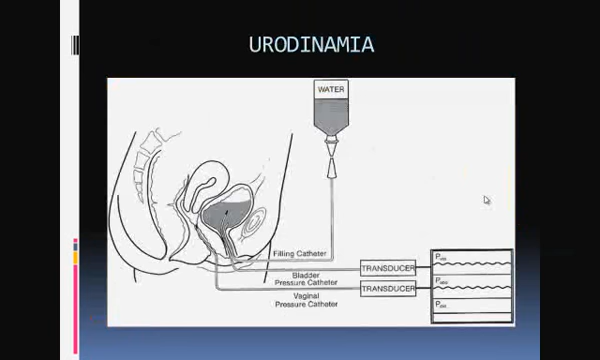 URODINAMIA
WATER
Filling Catheter
Bladder
Pressure Catheter
Vaginal
Pressure Catheter
TRANSDUCER
TRANSDUCER